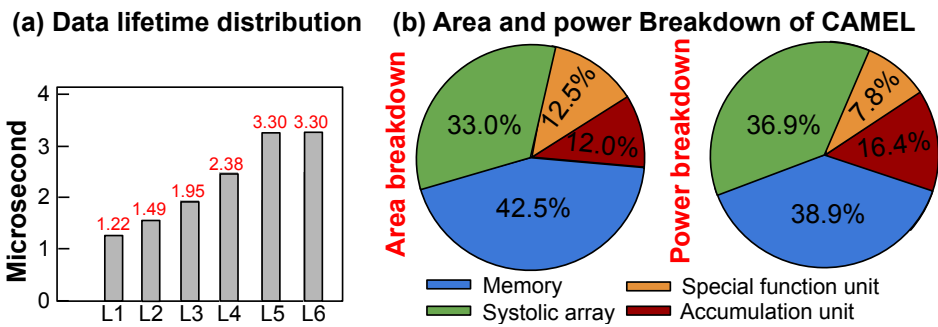 (a) Data lifetime distribution
Microsecond
4
3
2
1
0
1.22
1.49
1.95
2.38
3.30
3.30
L1 L2 L3 L4 L5 L6
(b) Area and power Breakdown of CAMEL
Area breakdown
33.0%
12.5%
12.0%
42.5%
Power breakdown
36.9%
7.8%
16.4%
38.9%
Memory
Special function unit
Systolic array
Accumulation unit